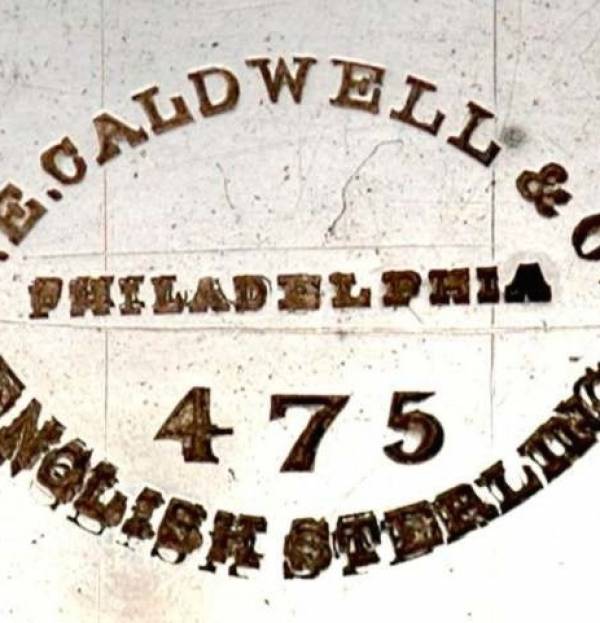 E. CALDWELL & C
PHILADELPHIA
475
ENGLISH STERLING